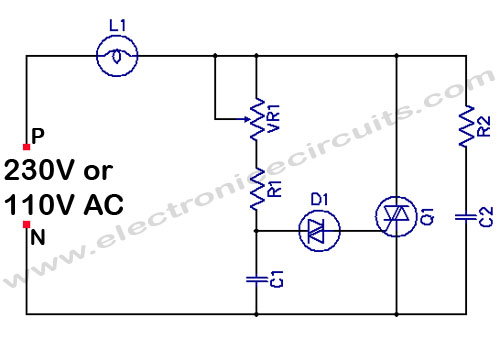 L1
P
230V or
110V AC
N
VR1
R1
D1
Q1
C1
R2
C2
www.electronicecircuits.com